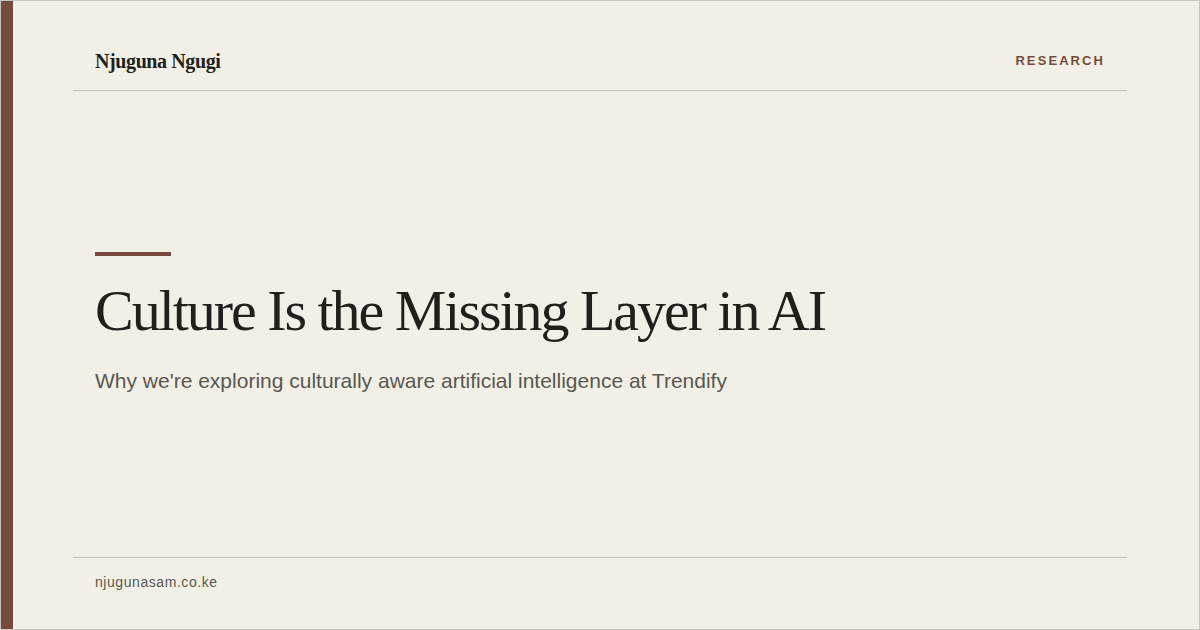 Njuguna Ngugi
RESEARCH
Culture Is the Missing Layer in AI
Why we're exploring culturally aware artificial intelligence at Trendify
njugunasam.co.ke